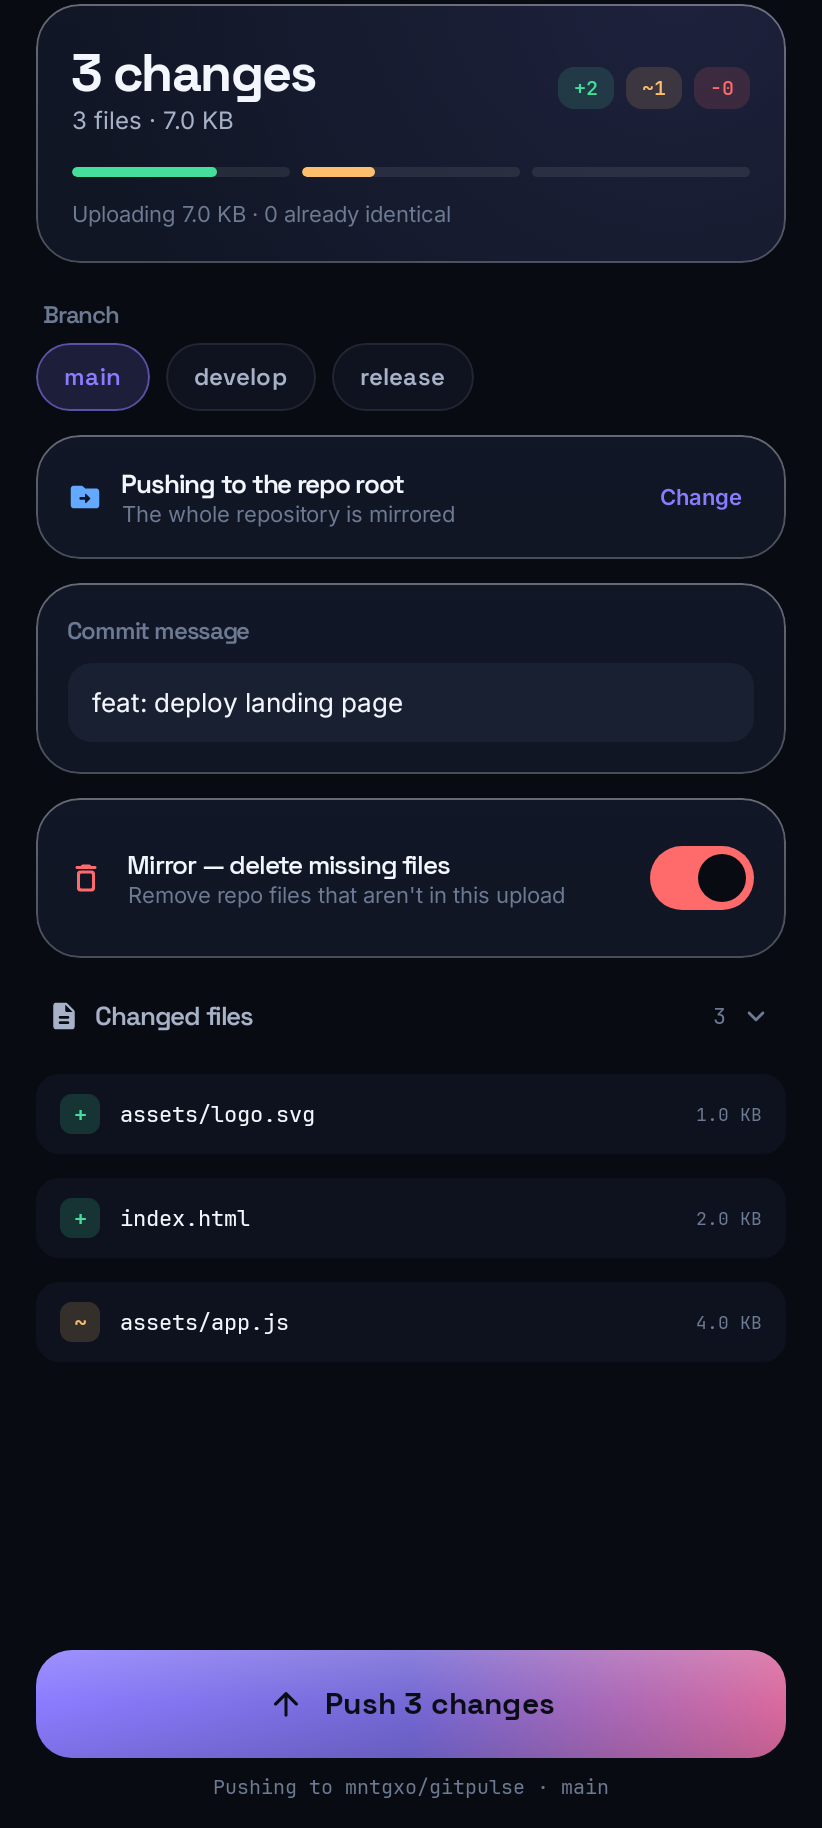 3 changes
3 files · 7.0 KB
+2 ~1 -0
Uploading 7.0 KB · 0 already identical
Branch
main develop release
Pushing to the repo root
The whole repository is mirrored
Change
Commit message
feat: deploy landing page
Mirror — delete missing files
Remove repo files that aren't in this upload
Changed files 3
+ assets/logo.svg 1.0 KB
+ index.html 2.0 KB
~ assets/app.js 4.0 KB
Push 3 changes
Pushing to mntgxo/gitpulse · main